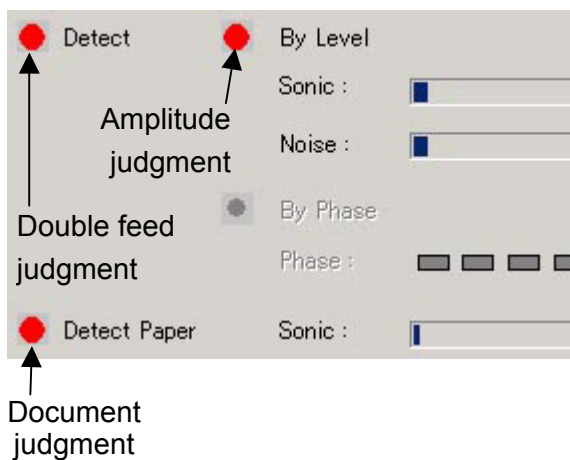 Detect By Level
Sonic :
Amplitude
judgment
Noise :
By Phase
Double feed
judgment
Phase :
Detect Paper Sonic :
Document
judgment